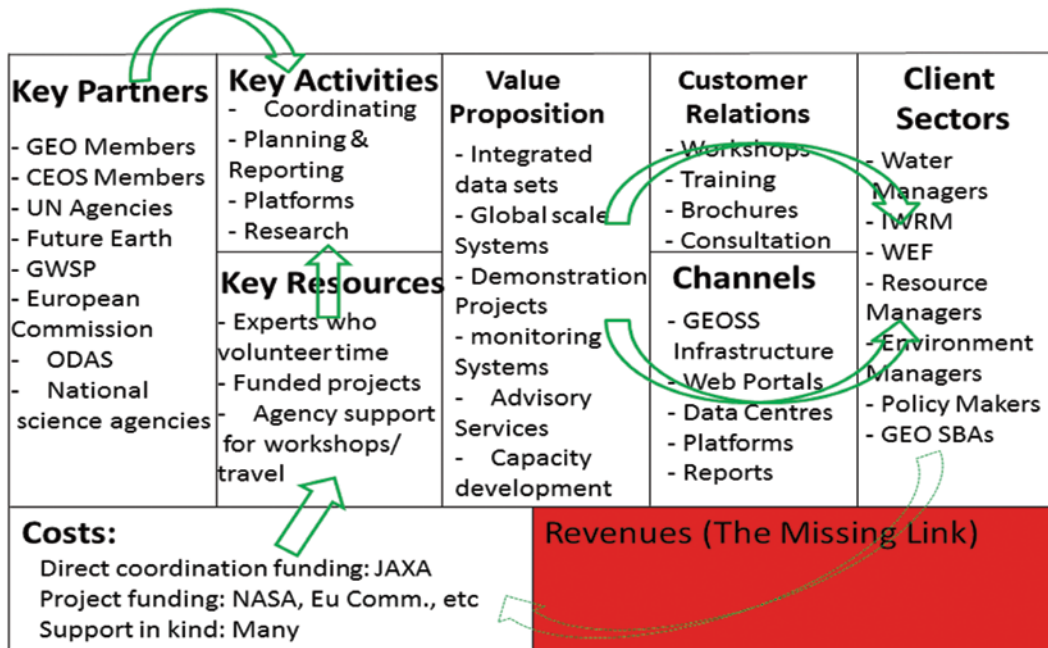 Key Partners
- GEO Members
- CEOS Members
- UN Agencies
- Future Earth
- GWSP
- European
Commission
- ODAS
- National
science agencies
Key Activities
- Coordinating
- Planning &
Reporting
- Platforms
- Research
Key Resources
- Experts who
volunteer time
- Funded projects
- Agency support
for workshops/
travel
Value
Proposition
- Integrated
data sets
- Global scale
Systems
- Demonstration
Projects
- monitoring
Systems
- Advisory
Services
- Capacity
development
Customer
Relations
- Workshops
- Training
- Brochures
- Consultation
Channels
- GEOSS
Infrastructure
- Web Portals
- Data Centres
- Platforms
- Reports
Client
Sectors
- Water
Managers
- IWRM
- WEF
- Resource
Managers
- Environment
Managers
- Policy Makers
- GEO SBAs
Costs:
Direct coordination funding: JAXA
Project funding: NASA, Eu Comm., etc
Support in kind: Many
Revenues (The Missing Link)